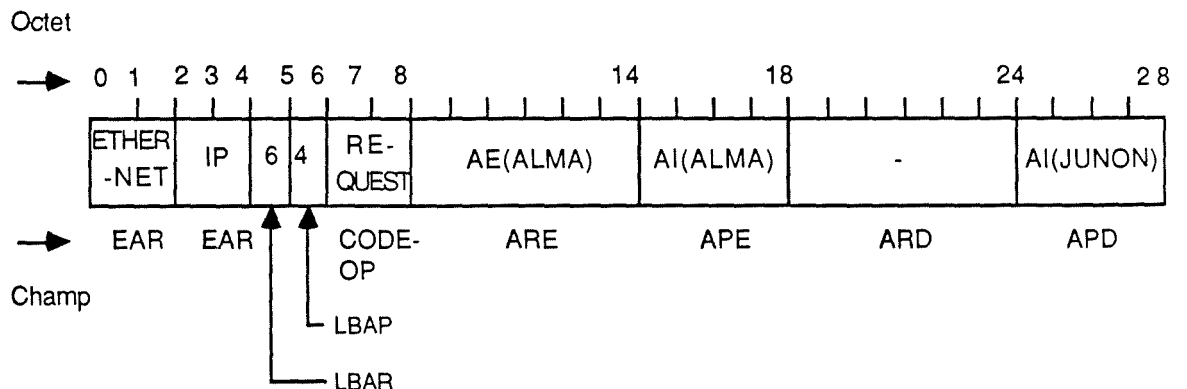 Octet
0 1 2 3 4 5 6 7 8 14 18 24 28
ETHER
-NET
IP
6
4
RE-
QUEST
AE(ALMA)
AI(ALMA)
-
AI(JUNON)
EAR EAR CODE-
OP
ARE APE ARD APD
Champ
LBAP
LBAR